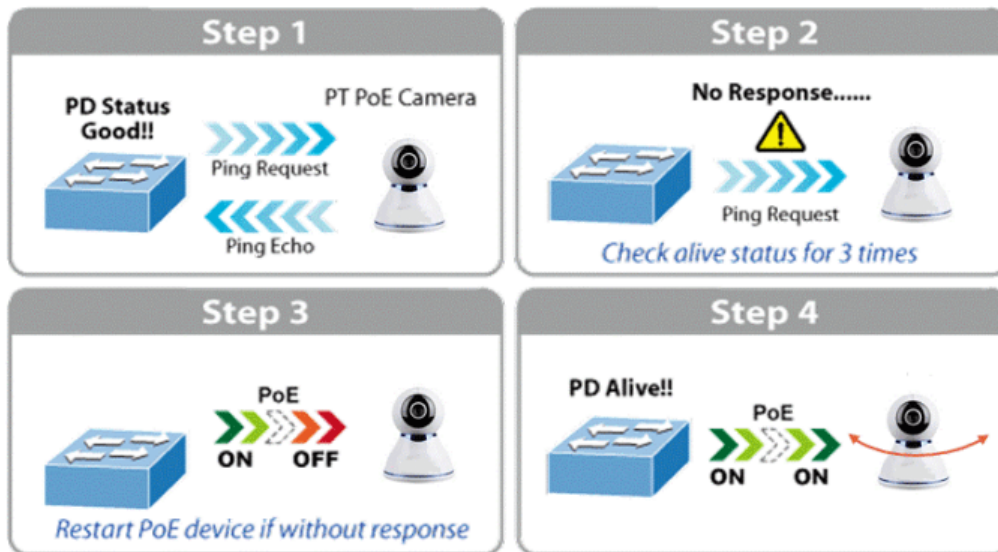 Step 1
PD Status
Good!!
PT PoE Camera
Ping Request
Ping Echo
Step 2
No Response......
Ping Request
Check alive status for 3 times
Step 3
PoE
ON OFF
Restart PoE device if without response
Step 4
PD Alive!!
PoE
ON ON